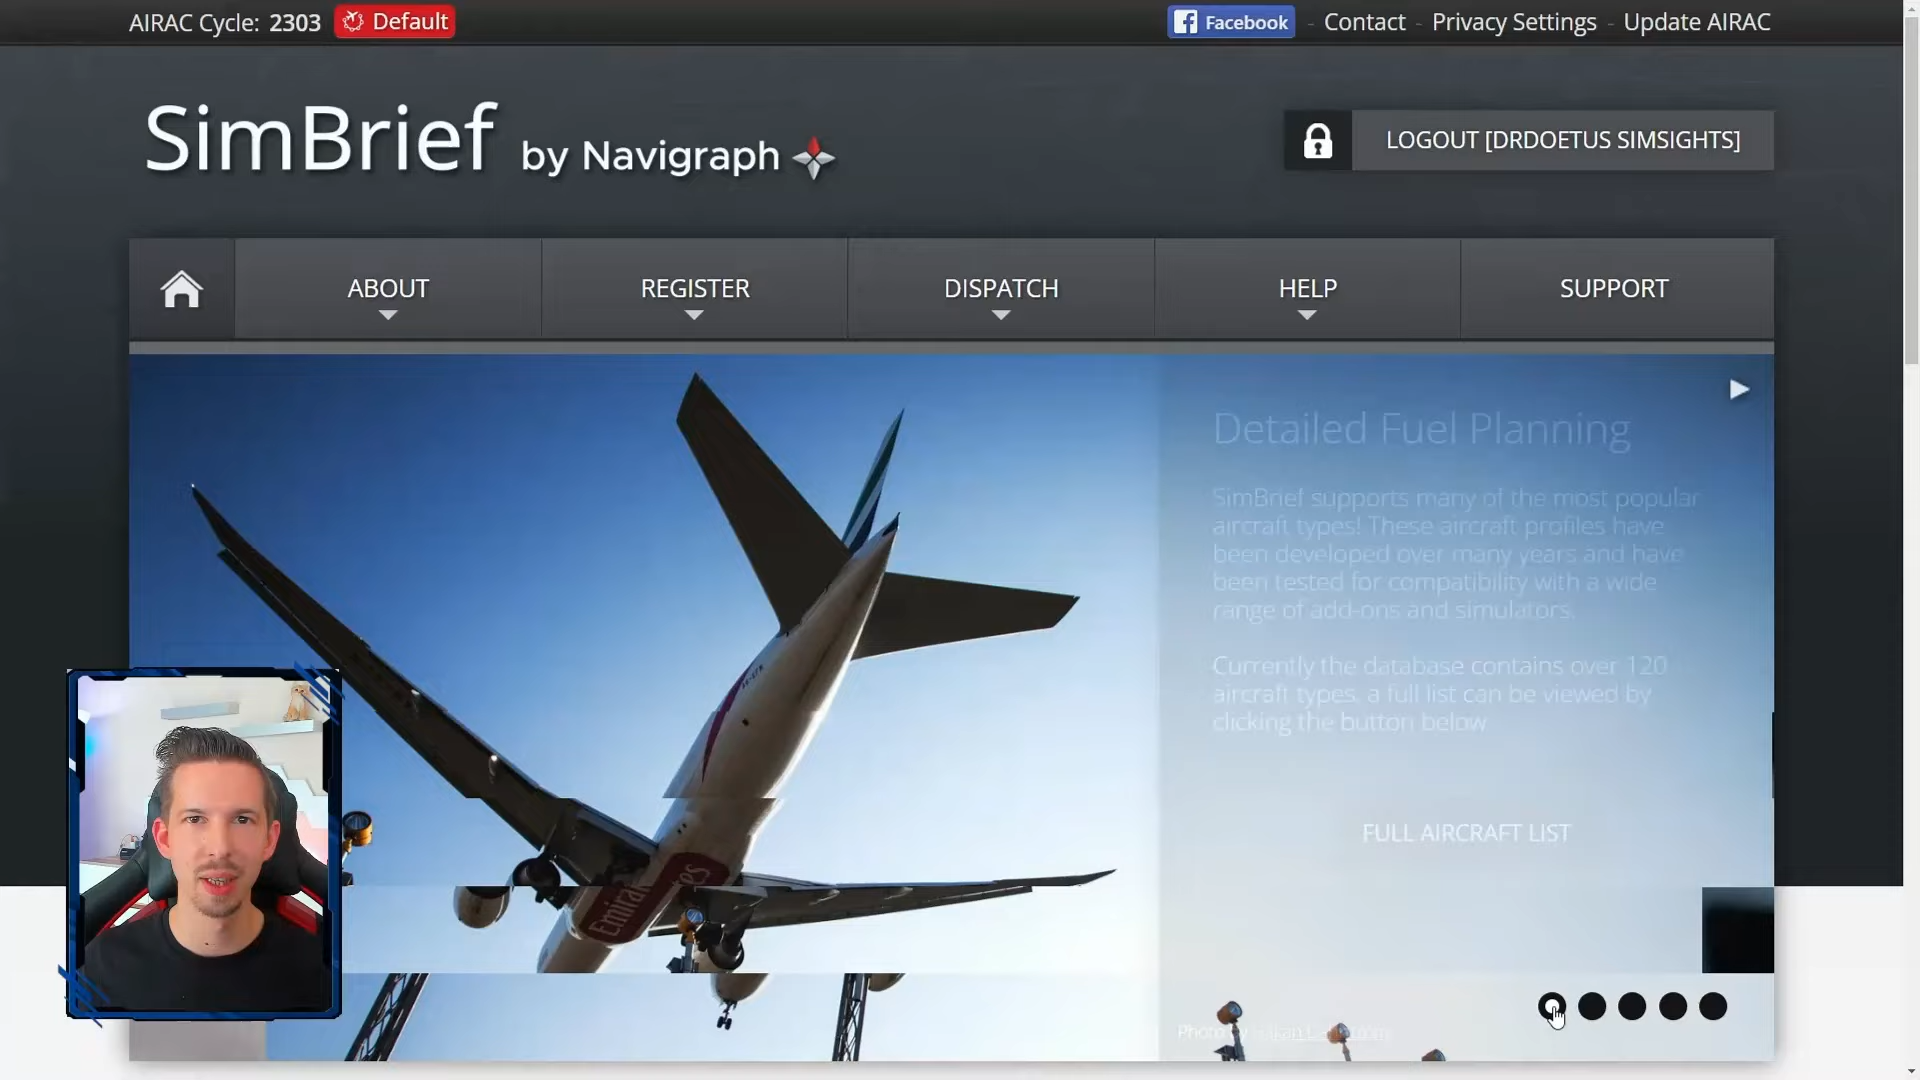 AIRAC Cycle: 2303 Default
Facebook - Contact - Privacy Settings - Update AIRAC
SimBrief by Navigraph
LOGOUT [DRDOETUS SIMSIGHTS]
ABOUT
REGISTER
DISPATCH
HELP
SUPPORT
Detailed Fuel Planning
SimBrief supports many of the most popular
aircraft types! These aircraft profiles have
been developed over many years and have
been tested for compatibility with a wide
range of add-ons and simulators.
Currently the database contains over 120
aircraft types, a full list can be viewed by
clicking the button below
FULL AIRCRAFT LIST
Emirates
Photo by